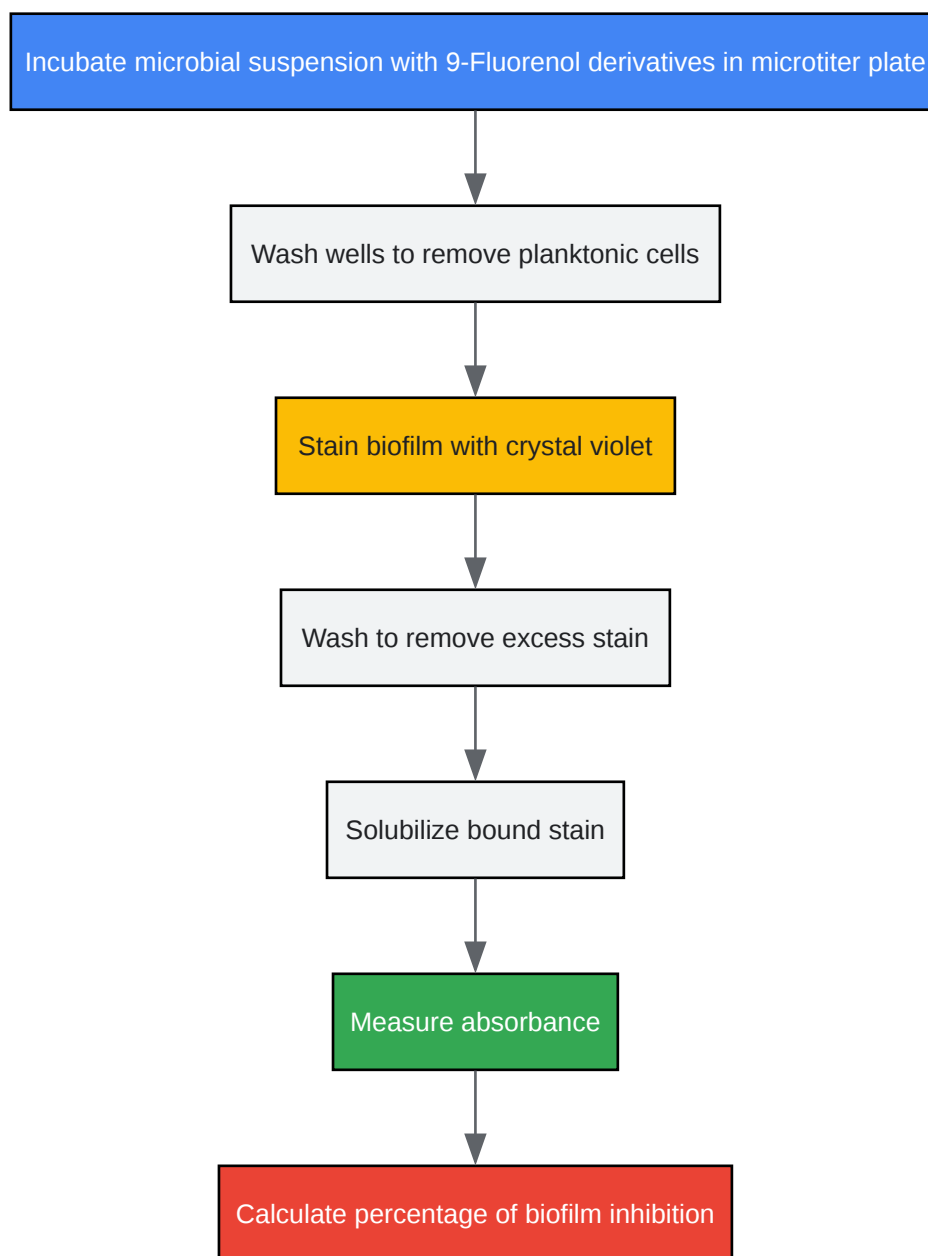 Incubate microbial suspension with 9-Fluorenol derivatives in microtiter plate
Wash wells to remove planktonic cells
Stain biofilm with crystal violet
Wash to remove excess stain
Solubilize bound stain
Measure absorbance
Calculate percentage of biofilm inhibition